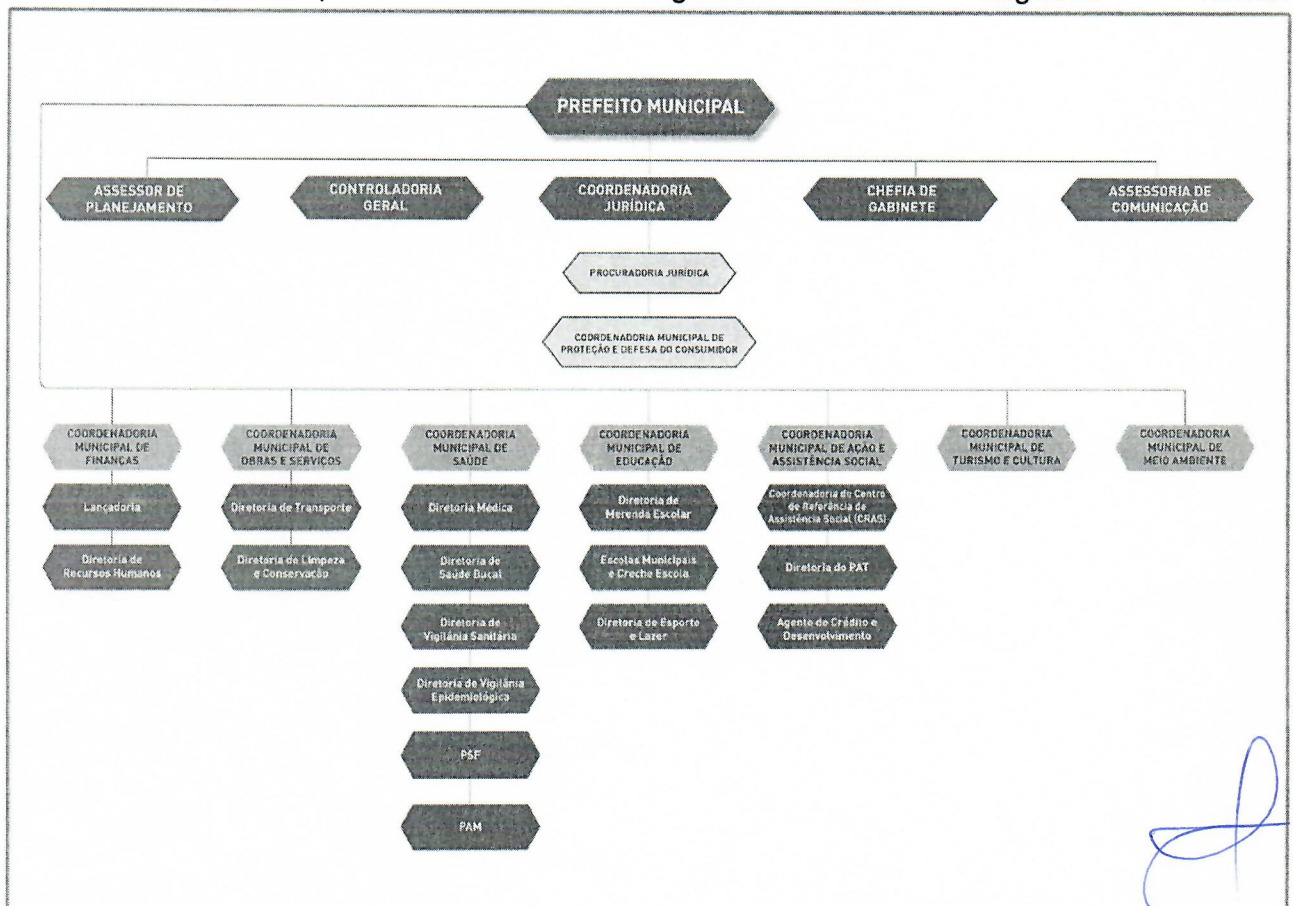 PREFEITO MUNICIPAL
ASSESSOR DE
PLANEJAMENTO
CONTROLADORIA
GERAL
COORDENADORIA
JURÍDICA
CHEFIA DE
GABINETE
ASSESSORIA DE
COMUNICAÇÃO
PROCURADORIA JURÍDICA
COORDENADORIA MUNICIPAL DE
PROTEÇÃO E DEFESA DO CONSUMIDOR
COORDENADORIA
MUNICIPAL DE
FINANÇAS
Lançadoria
Diretoria de
Recursos Humanos
COORDENADORIA
MUNICIPAL DE
OBRAS E SERVIÇOS
Diretoria de Transporte
Diretoria de Limpeza
e Conservação
COORDENADORIA
MUNICIPAL DE
SAÚDE
Diretoria Médica
Diretoria de
Saúde Bucal
Diretoria de
Vigilânia Sanitária
Diretoria de Vigilânia
Epidemiológica
PSF
PAM
COORDENADORIA
MUNICIPAL DE
EDUCAÇÃO
Diretoria de
Merenda Escolar
Escolas Municipais
e Creche Escola
Diretoria de Esporte
e Lazer
COORDENADORIA
MUNICIPAL DE AÇÃO E
ASSISTÊNCIA SOCIAL
Coordenadoria do Centro
de Referência de
Assistência Social (CRAS)
Diretoria do PAT
Agente de Crédito e
Desenvolvimento
COORDENADORIA
MUNICIPAL DE
TURISMO E CULTURA
COORDENADORIA
MUNICIPAL DE
MEIO AMBIENTE